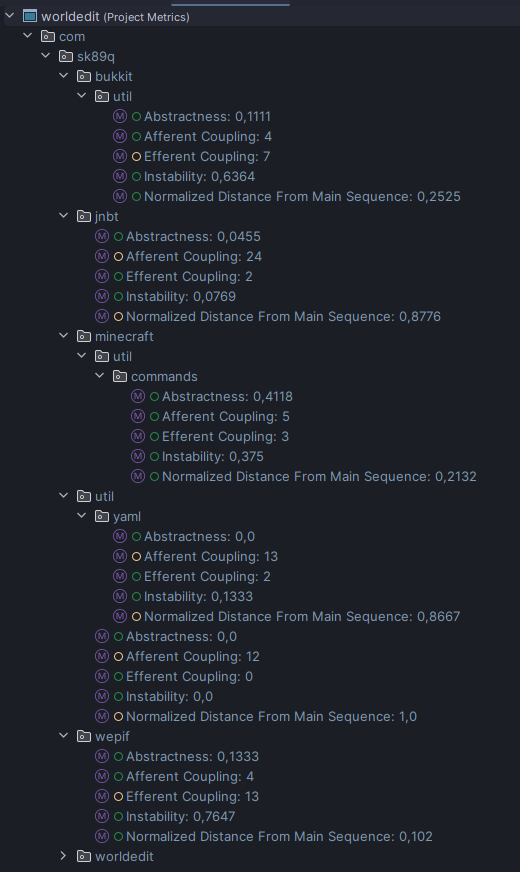 worldedit (Project Metrics)
com
sk89q
bukkit
util
Abstractness: 0,1111
Afferent Coupling: 4
Efferent Coupling: 7
Instability: 0,6364
Normalized Distance From Main Sequence: 0,2525
jnbt
Abstractness: 0,0455
Afferent Coupling: 24
Efferent Coupling: 2
Instability: 0,0769
Normalized Distance From Main Sequence: 0,8776
minecraft
util
commands
Abstractness: 0,4118
Afferent Coupling: 5
Efferent Coupling: 3
Instability: 0,375
Normalized Distance From Main Sequence: 0,2132
util
yaml
Abstractness: 0,0
Afferent Coupling: 13
Efferent Coupling: 2
Instability: 0,1333
Normalized Distance From Main Sequence: 0,8667
Abstractness: 0,0
Afferent Coupling: 12
Efferent Coupling: 0
Instability: 0,0
Normalized Distance From Main Sequence: 1,0
wepif
Abstractness: 0,1333
Afferent Coupling: 4
Efferent Coupling: 13
Instability: 0,7647
Normalized Distance From Main Sequence: 0,102
worldedit